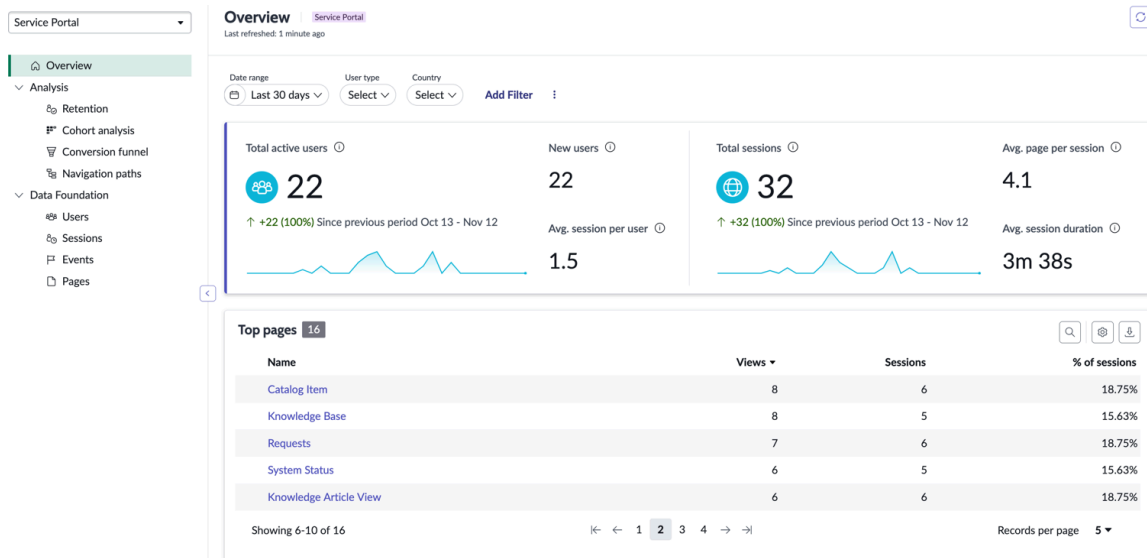 Service Portal
Overview
Service Portal
Last refreshed: 1 minute ago
Overview
Analysis
Retention
Cohort analysis
Conversion funnel
Navigation paths
Data Foundation
Users
Sessions
Events
Pages
Date range
User type
Country
Last 30 days
Select
Select
Add Filter
Total active users
22
+22 (100%) Since previous period Oct 13 - Nov 12
New users
22
Avg. session per user
1.5
Total sessions
32
+32 (100%) Since previous period Oct 13 - Nov 12
Avg. page per session
4.1
Avg. session duration
3m 38s
Top pages 16
Name Views Sessions % of sessions
Catalog Item 8 6 18.75%
Knowledge Base 8 5 15.63%
Requests 7 6 18.75%
System Status 6 5 15.63%
Knowledge Article View 6 6 18.75%
Showing 6-10 of 16 1 2 3 4 Records per page 5